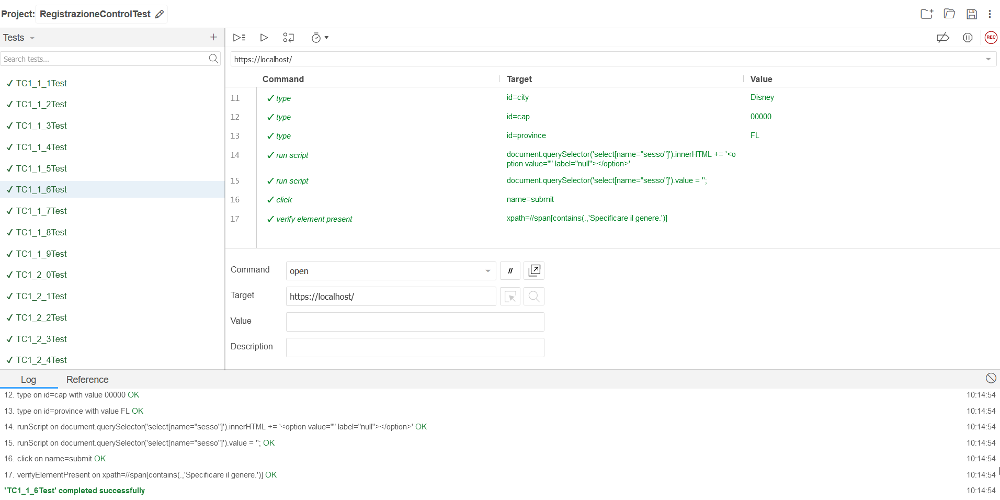 Project: RegistrazioneControlTest
Tests
Search tests...
✓ TC1_1_1Test
✓ TC1_1_2Test
✓ TC1_1_3Test
✓ TC1_1_4Test
✓ TC1_1_5Test
✓ TC1_1_6Test
✓ TC1_1_7Test
✓ TC1_1_8Test
✓ TC1_1_9Test
✓ TC1_2_0Test
✓ TC1_2_1Test
✓ TC1_2_2Test
✓ TC1_2_3Test
✓ TC1_2_4Test
REC
https://localhost/
Command Target Value
11 ✓ type id=city Disney
12 ✓ type id=cap 00000
13 ✓ type id=province FL
14 ✓ run script document.querySelector('select[name="sesso"]').innerHTML += '<o
ption value="" label="null"></option>'
15 ✓ run script document.querySelector('select[name="sesso"]').value = '';
16 ✓ click name=submit
17 ✓ verify element present xpath=//span[contains(.,'Specificare il genere.')]
Command open //
Target https://localhost/
Value
Description
Log Reference
12. type on id=cap with value 00000 OK 10:14:54
13. type on id=province with value FL OK 10:14:54
14. runScript on document.querySelector('select[name="sesso"]').innerHTML += '<option value="" label="null"></option>' OK 10:14:54
15. runScript on document.querySelector('select[name="sesso"]').value = ''; OK 10:14:54
16. click on name=submit OK 10:14:54
17. verifyElementPresent on xpath=//span[contains(.,'Specificare il genere.')] OK 10:14:54
'TC1_1_6Test' completed successfully 10:14:54